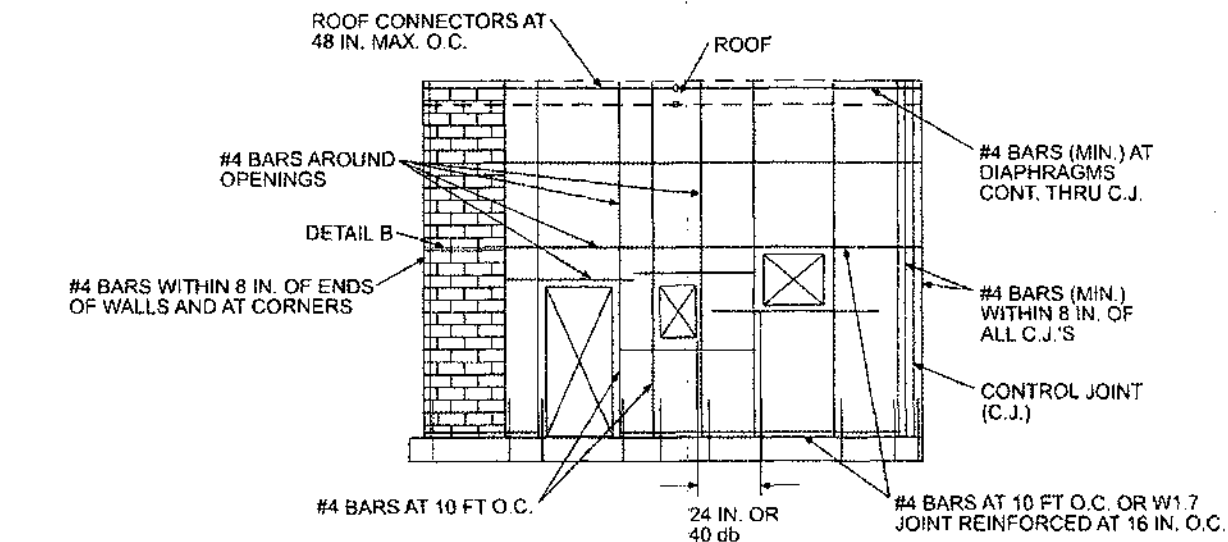 ROOF CONNECTORS AT
48 IN. MAX. O.C.
ROOF
#4 BARS AROUND
OPENINGS
#4 BARS (MIN.) AT
DIAPHRAGMS
CONT. THRU C.J.
DETAIL B
#4 BARS WITHIN 8 IN. OF ENDS
OF WALLS AND AT CORNERS
#4 BARS (MIN.)
WITHIN 8 IN. OF
ALL C.J.'S
CONTROL JOINT
(C.J.)
#4 BARS AT 10 FT O.C.
24 IN. OR
40 db
#4 BARS AT 10 FT O.C. OR W1.7
JOINT REINFORCED AT 16 IN. O.C.